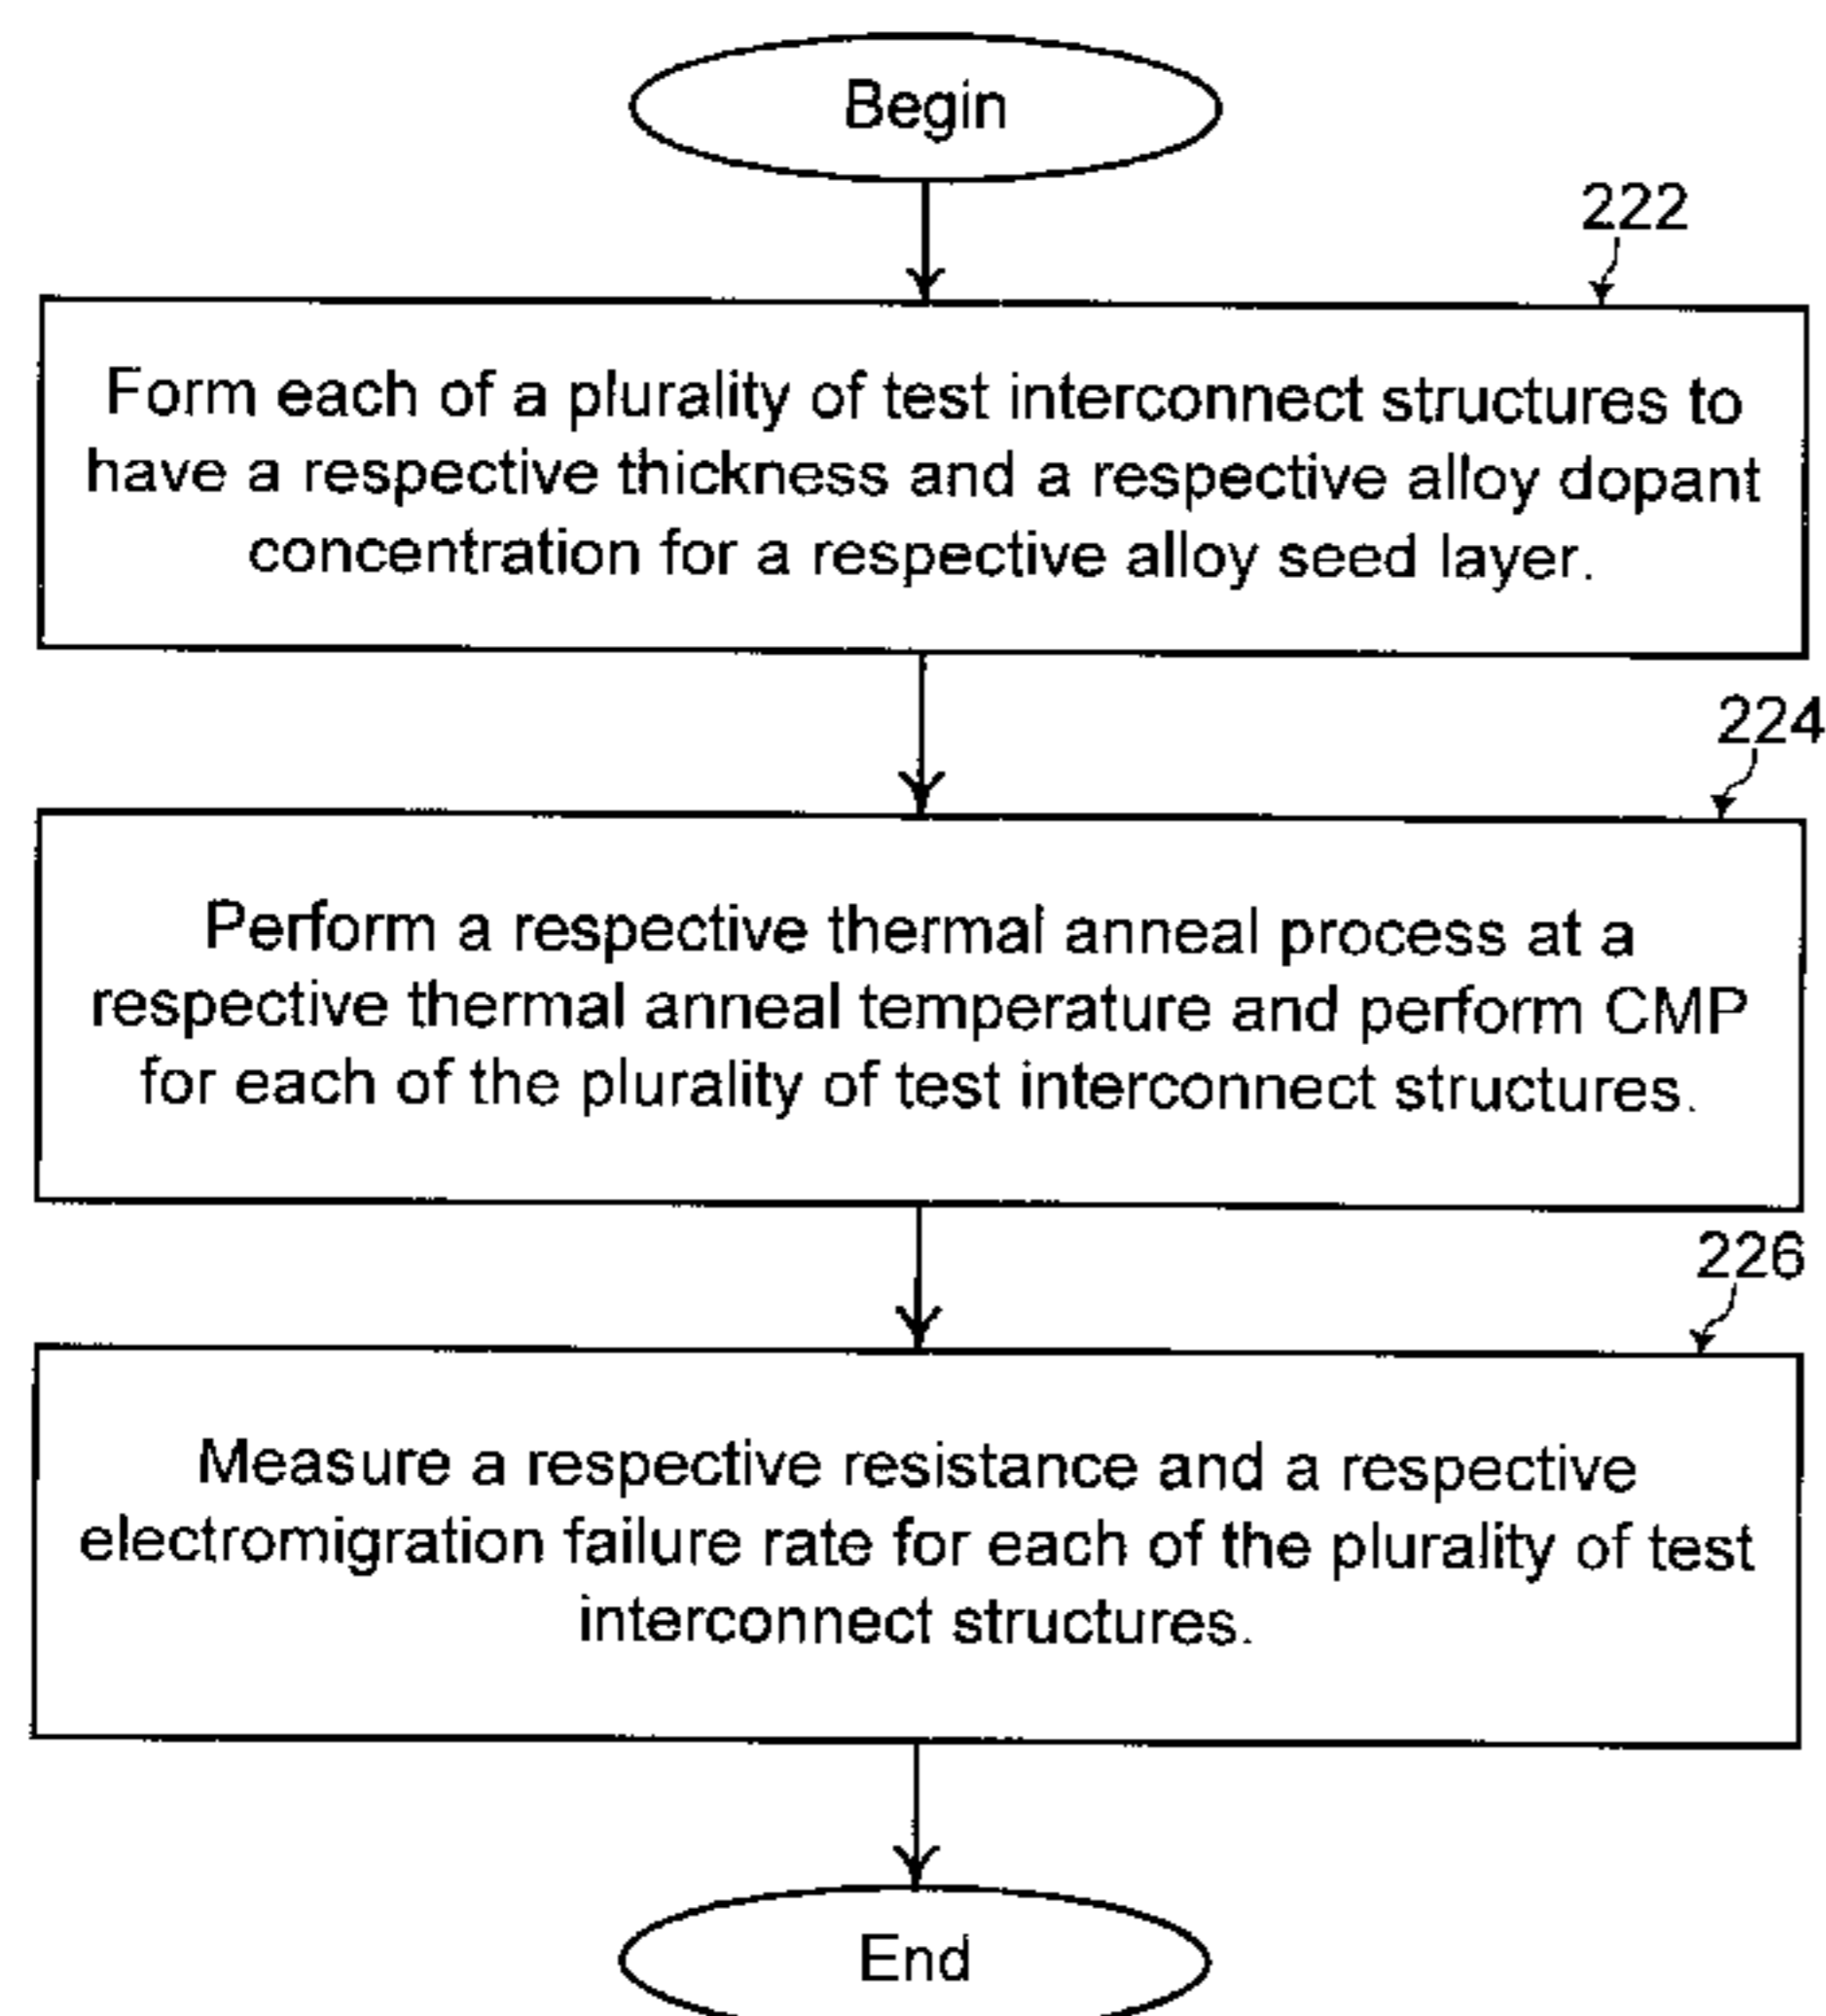 Begin
222
Form each of a plurality of test interconnect structures to
have a respective thickness and a respective alloy dopant
concentration for a respective alloy seed layer.
224
Perform a respective thermal anneal process at a
respective thermal anneal temperature and perform CMP
for each of the plurality of test interconnect structures.
226
Measure a respective resistance and a respective
electromigration failure rate for each of the plurality of test
interconnect structures.
End